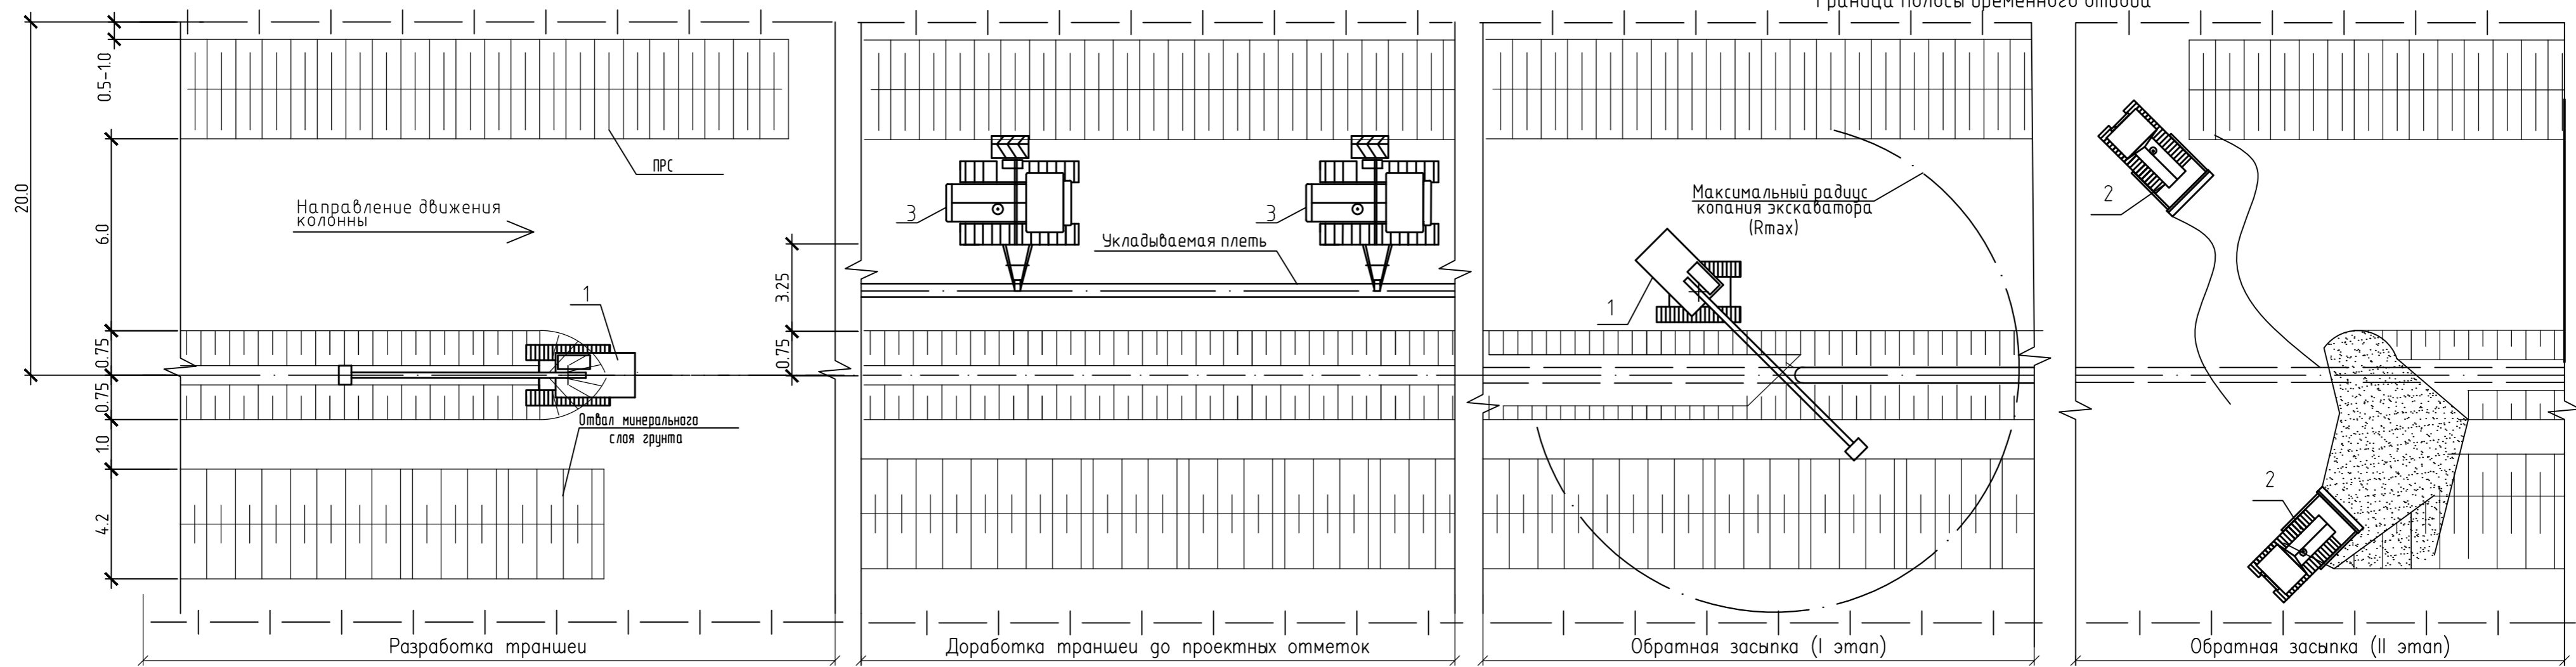 Граница полосы временного отвода
20.0
0.5-1.0
6.0
0.75
0.75
1.0
4.2
ПРС
Направление движения
колонны
1
Отвал минерального
слоя грунта
Разработка траншеи
3.25
0.75
3
3
Укладываемая плеть
Доработка траншеи до проектных отметок
Максимальный радиус
копания экскаватора
(Rmax)
1
Обратная засыпка (I этап)
2
2
Обратная засыпка (II этап)